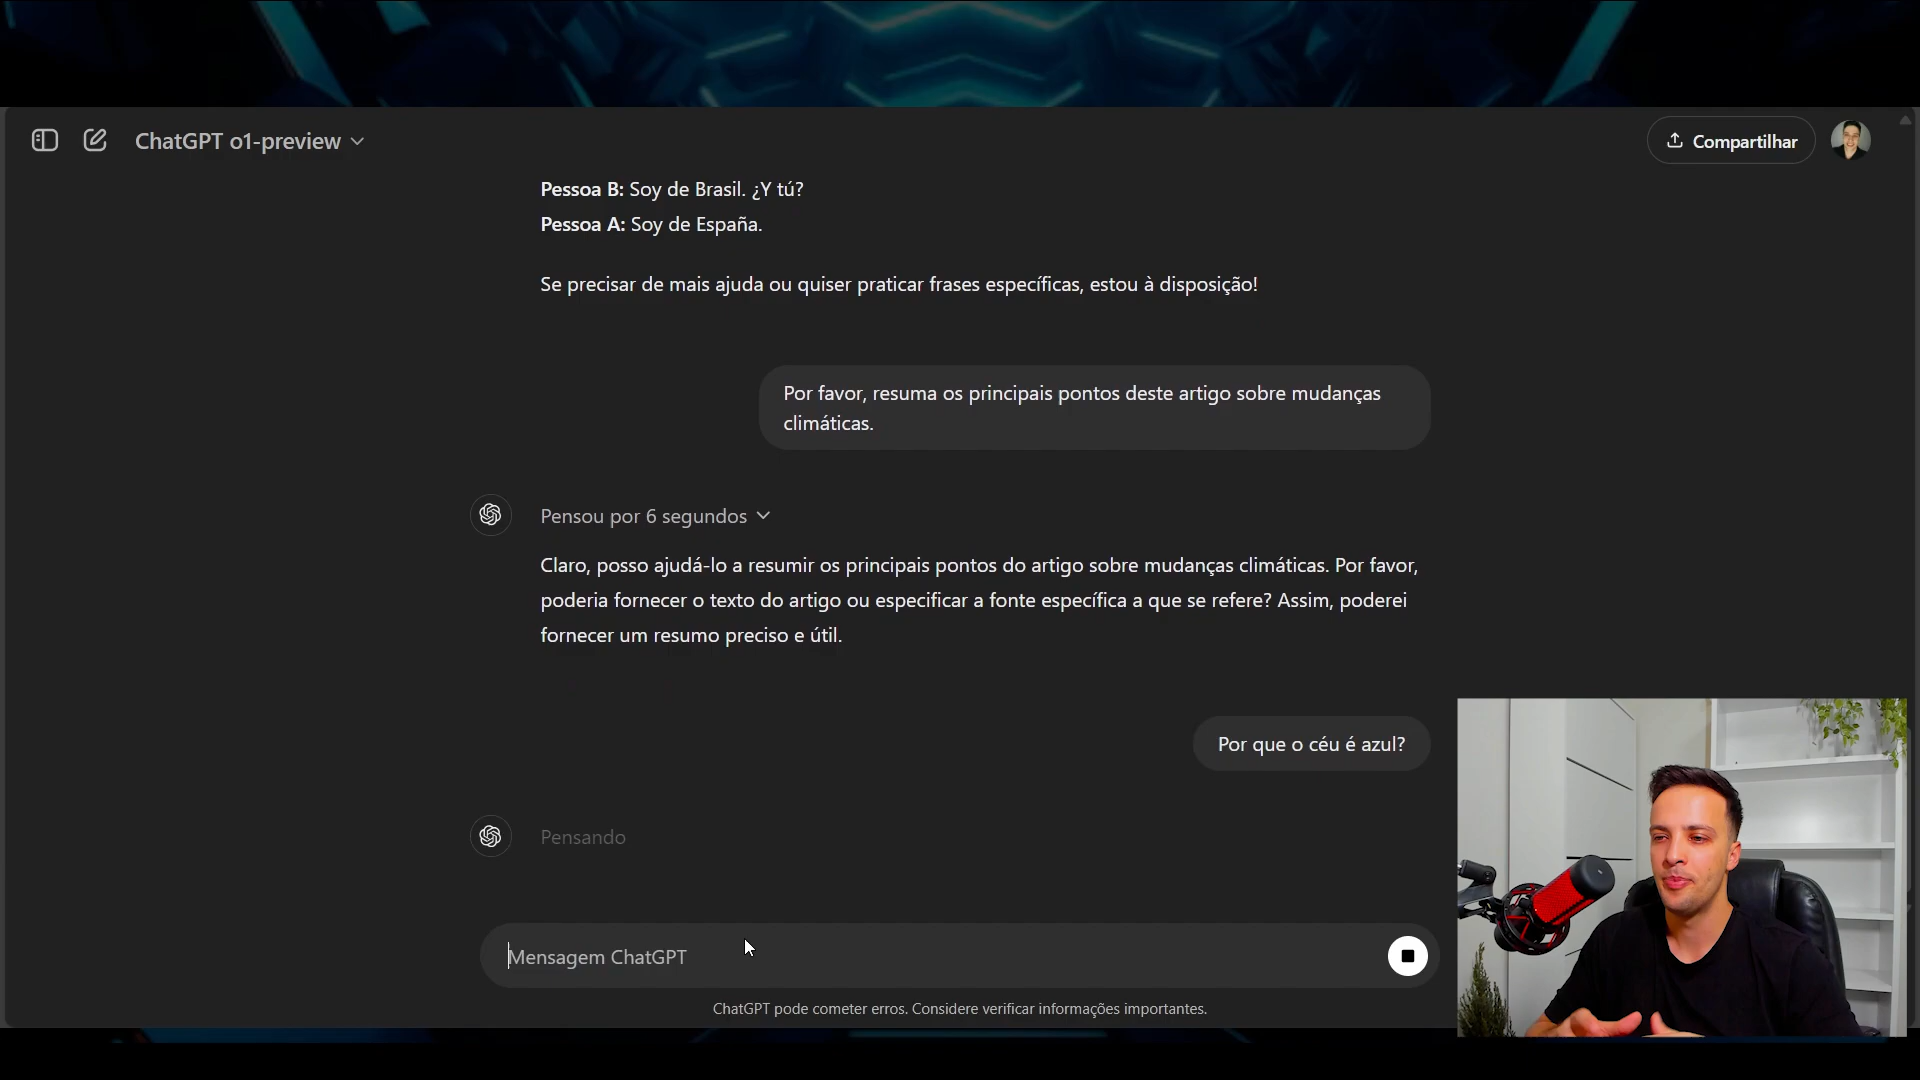 ChatGPT o1-preview
Compartilhar
Pessoa B: Soy de Brasil. ¿Y tú?
Pessoa A: Soy de España.
Se precisar de mais ajuda ou quiser praticar frases específicas, estou à disposição!
Por favor, resuma os principais pontos deste artigo sobre mudanças
climáticas.
Pensou por 6 segundos
Claro, posso ajudá-lo a resumir os principais pontos do artigo sobre mudanças climáticas. Por favor,
poderia fornecer o texto do artigo ou especificar a fonte específica a que se refere? Assim, poderei
fornecer um resumo preciso e útil.
Por que o céu é azul?
Pensando
Mensagem ChatGPT
ChatGPT pode cometer erros. Considere verificar informações importantes.